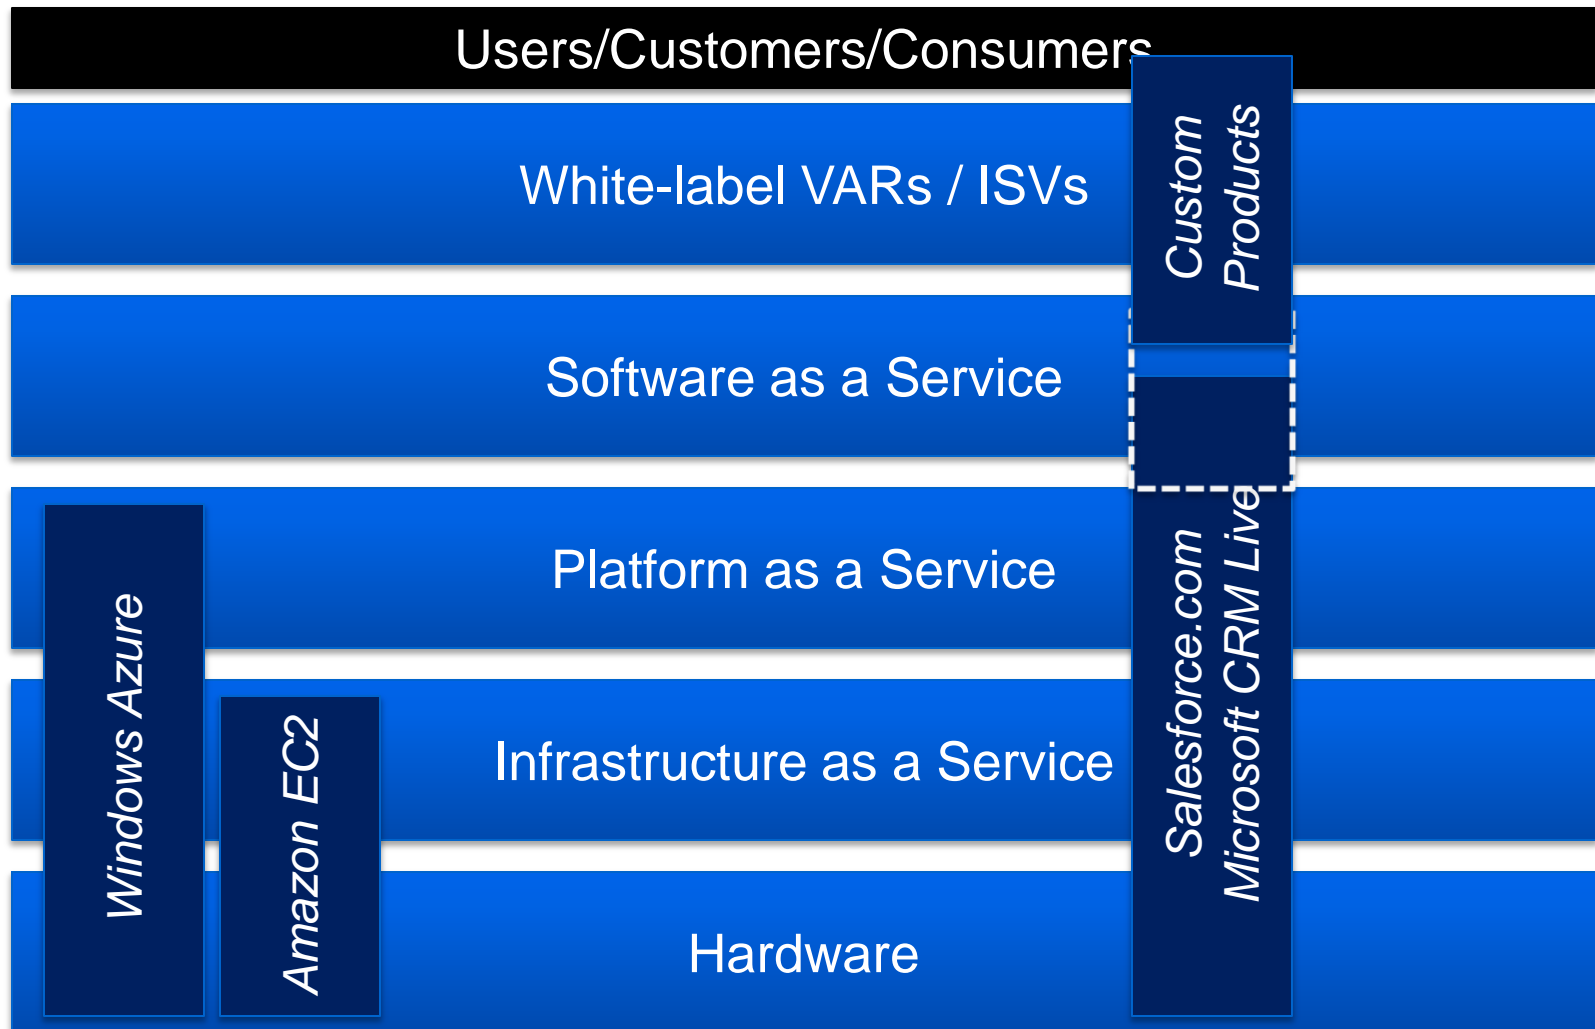 Users/Customers/Consumers
White-label VARs / ISVs
Custom
Products
Software as a Service
Platform as a Service
Windows Azure
Salesforce.com
Microsoft CRM Live
Infrastructure as a Service
Amazon EC2
Hardware